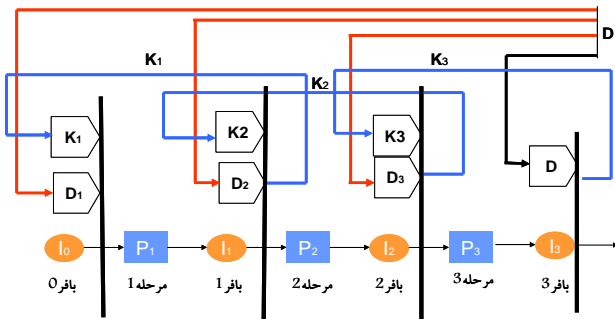 D
K₁
K₂
K₃
K₁
K2
K3
D
D₁
D₂
D₃
I₀
P₁
I₁
P₂
I₂
P₃
I₃
بافر0
مرحله1
بافر1
مرحله2
بافر2
مرحله3
بافر3